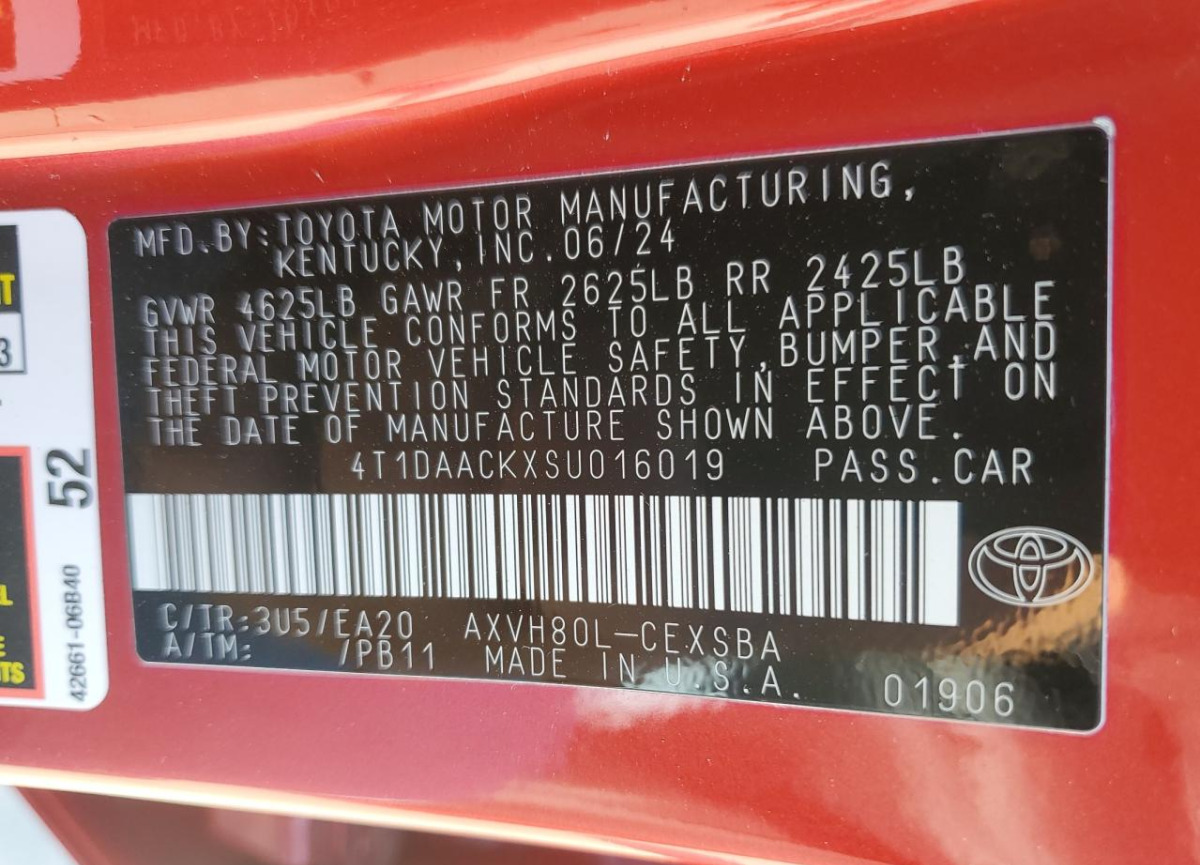 MFD.BY:TOYOTA MOTOR MANUFACTURING,
KENTUCKY,INC.06/24
GVWR 4625LB GAWR FR 2625LB RR 2425LB
THIS VEHICLE CONFORMS TO ALL APPLICABLE
FEDERAL MOTOR VEHICLE SAFETY,BUMPER,AND
THEFT PREVENTION STANDARDS IN EFFECT ON
THE DATE OF MANUFACTURE SHOWN ABOVE.
4T1DAACKXSU016019 PASS.CAR
C/TR:3U5/EA20 AXVH80L-CEXSBA
A/TM: /PB11 MADE IN U.S.A.
01906
52
42661-06B40
3